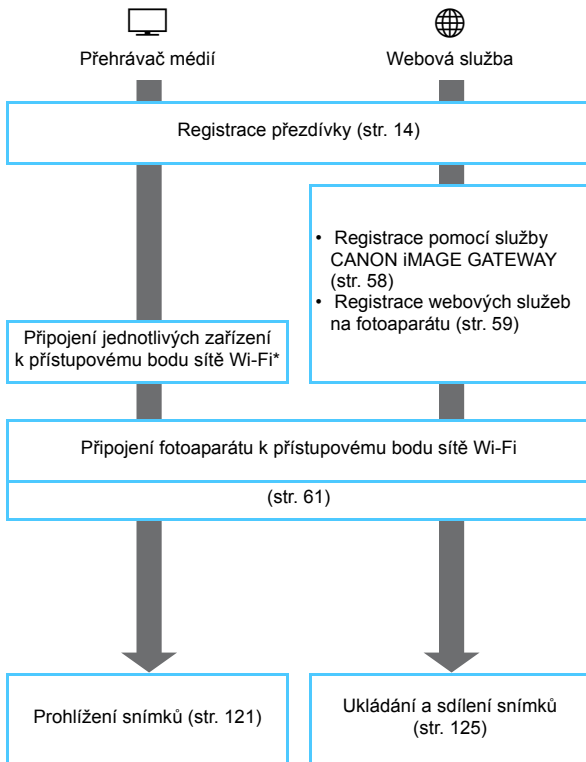 Přehrávač médií
Webová služba
Registrace přezdívky (str. 14)
• Registrace pomocí služby
CANON iMAGE GATEWAY
(str. 58)
• Registrace webových služeb
na fotoaparátu (str. 59)
Připojení jednotlivých zařízení
k přístupovému bodu sítě Wi-Fi*
Připojení fotoaparátu k přístupovému bodu sítě Wi-Fi
(str. 61)
Prohlížení snímků (str. 121)
Ukládání a sdílení snímků
(str. 125)